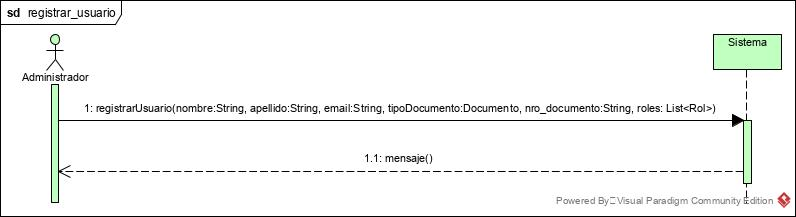 sd registrar_usuario
Sistema
Administrador
1: registrarUsuario(nombre:String, apellido:String, email:String, tipoDocumento:Documento, nro_documento:String, roles: List<Rol>)
1.1: mensaje()
Powered By Visual Paradigm Community Edition